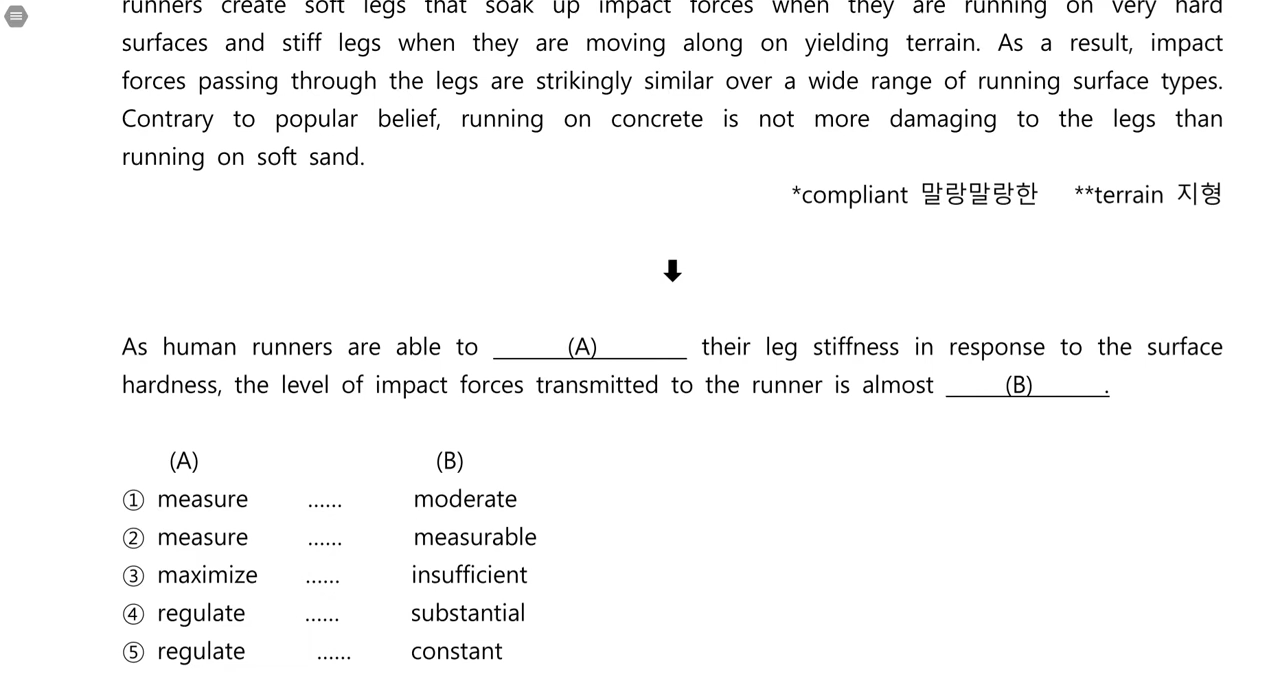 runners create soft legs that soak up impact forces when they are running on very hard
surfaces and stiff legs when they are moving along on yielding terrain. As a result, impact
forces passing through the legs are strikingly similar over a wide range of running surface types.
Contrary to popular belief, running on concrete is not more damaging to the legs than
running on soft sand.
*compliant 말랑말랑한 **terrain 지형
⬇
As human runners are able to ______(A)______ their leg stiffness in response to the surface
hardness, the level of impact forces transmitted to the runner is almost ____(B)____.
(A) (B)
① measure ...... moderate
② measure ...... measurable
③ maximize ...... insufficient
④ regulate ...... substantial
⑤ regulate ...... constant